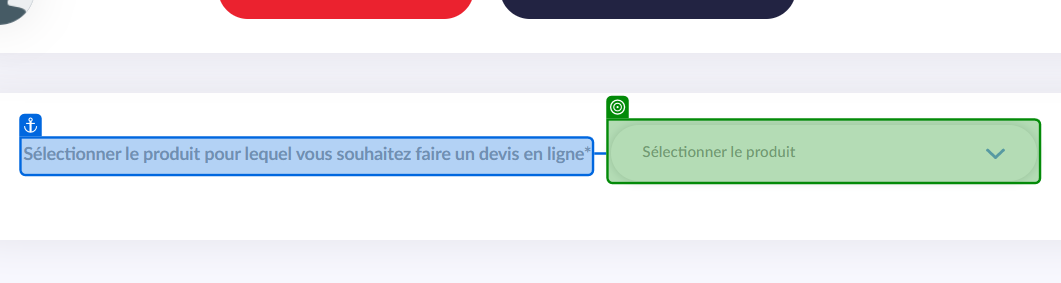 Sélectionner le produit pour lequel vous souhaitez faire un devis en ligne*
Sélectionner le produit